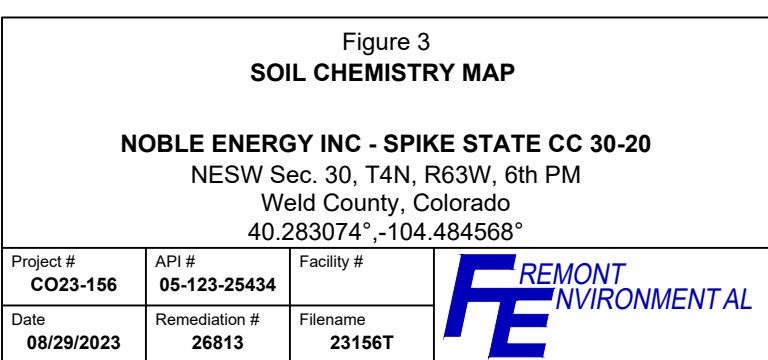 Figure 3
SOIL CHEMISTRY MAP
NOBLE ENERGY INC - SPIKE STATE CC 30-20
NESW Sec. 30, T4N, R63W, 6th PM
Weld County, Colorado
40.283074°,-104.484568°
Project #
CO23-156
API #
05-123-25434
Facility #
Date
08/29/2023
Remediation #
26813
Filename
23156T
FREMONT
ENVIRONMENTAL